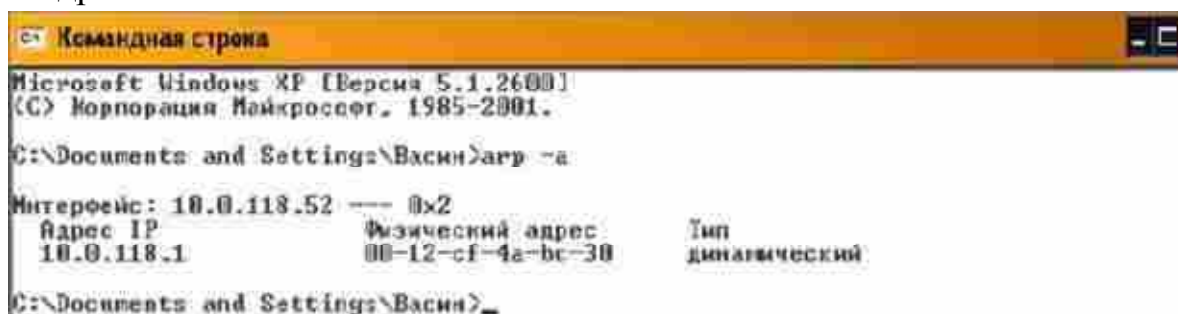 Командная строка
Microsoft Windows XP [Версия 5.1.2600]
(С) Корпорация Майкрософт, 1985-2001.
C:\Documents and Settings\Васин>arp -a
Интерфейс: 10.0.118.52 --- 0x2
Адрес IP Физический адрес Тип
10.0.118.1 00-12-cf-4a-bc-30 динамический
C:\Documents and Settings\Васин>_